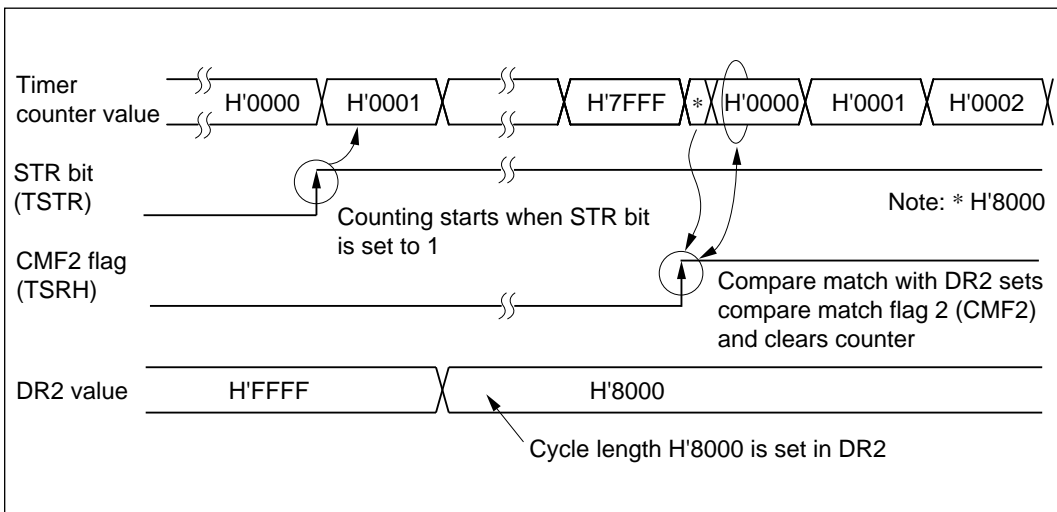 Timer
counter value
H'0000
H'0001
H'7FFF
*
H'0000
H'0001
H'0002
STR bit
(TSTR)
Counting starts when STR bit
is set to 1
Note: * H'8000
CMF2 flag
(TSRH)
Compare match with DR2 sets
compare match flag 2 (CMF2)
and clears counter
DR2 value
H'FFFF
H'8000
Cycle length H'8000 is set in DR2